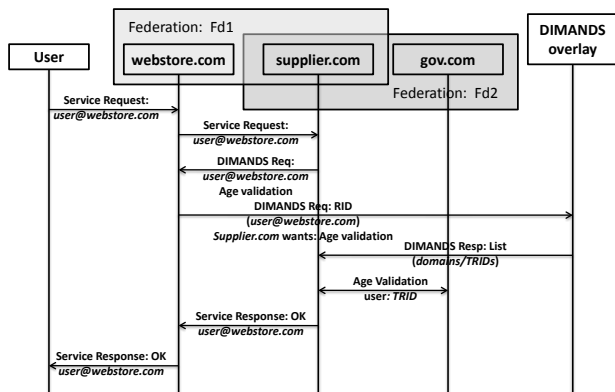 Federation: Fd1
DIMANDS
overlay
User
webstore.com
supplier.com
gov.com
Federation: Fd2
Service Request:
user@webstore.com
Service Request:
user@webstore.com
DIMANDS Req:
user@webstore.com
Age validation
DIMANDS Req: RID
(user@webstore.com)
Supplier.com wants: Age validation
DIMANDS Resp: List
(domains/TRIDs)
Age Validation
user: TRID
Service Response: OK
user@webstore.com
Service Response: OK
user@webstore.com